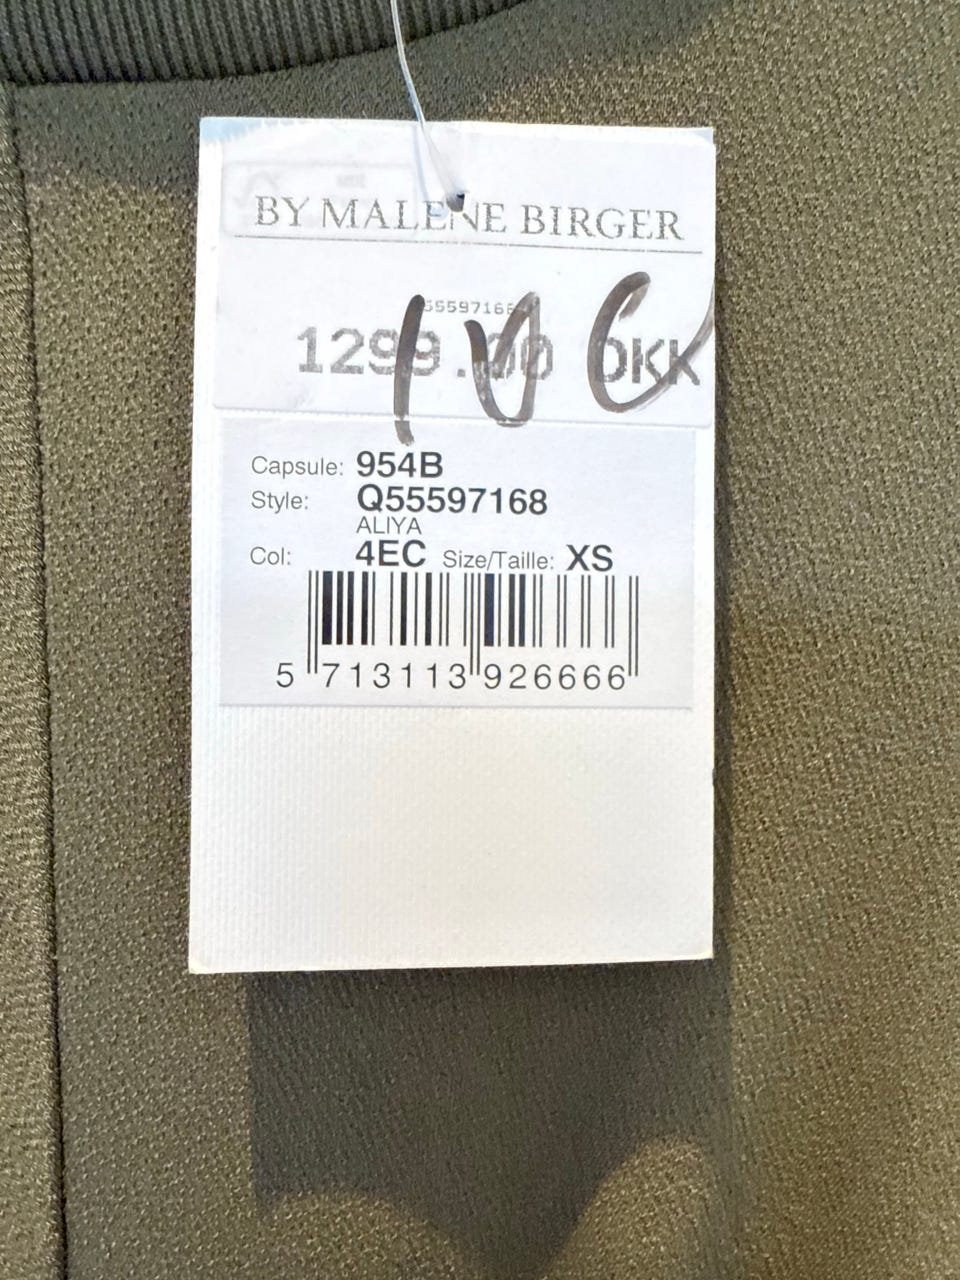 BY MALENE BIRGER
1299.00 DKK
Capsule: 954B
Style: Q55597168
ALIYA
Col: 4EC Size/Taille: XS
5 713113 926666